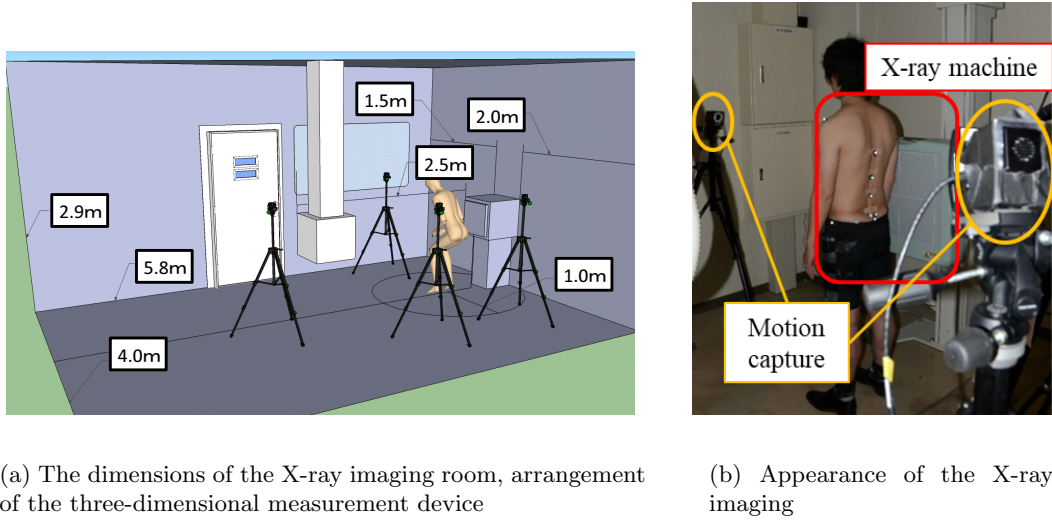 1.5m
2.0m
2.5m
2.9m
5.8m
1.0m
4.0m
X-ray machine
Motion
capture
(a) The dimensions of the X-ray imaging room, arrangement
of the three-dimensional measurement device
(b) Appearance of the X-ray
imaging